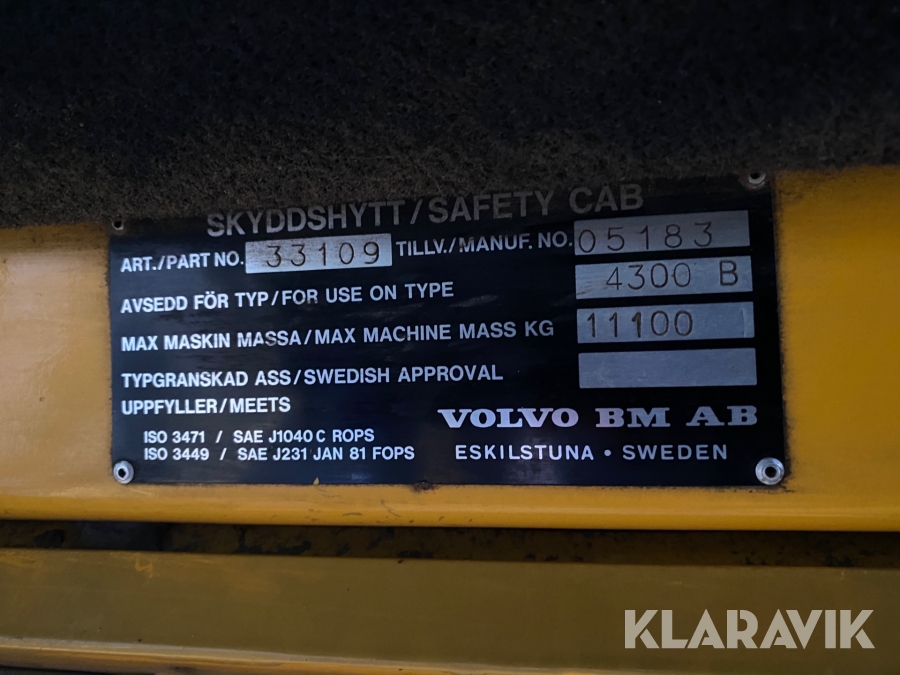 SKYDDSHYTT/SAFETY CAB
ART./PART NO. 33109 TILLV./MANUF. NO. 05183
AVSEDD FÖR TYP/FOR USE ON TYPE 4300 B
MAX MASKIN MASSA/MAX MACHINE MASS KG 11100
TYPGRANSKAD ASS/SWEDISH APPROVAL
UPPFYLLER/MEETS
VOLVO BM AB
ISO 3471 / SAE J1040 C ROPS
ISO 3449 / SAE J231 JAN 81 FOPS
ESKILSTUNA • SWEDEN
KLARAVIK